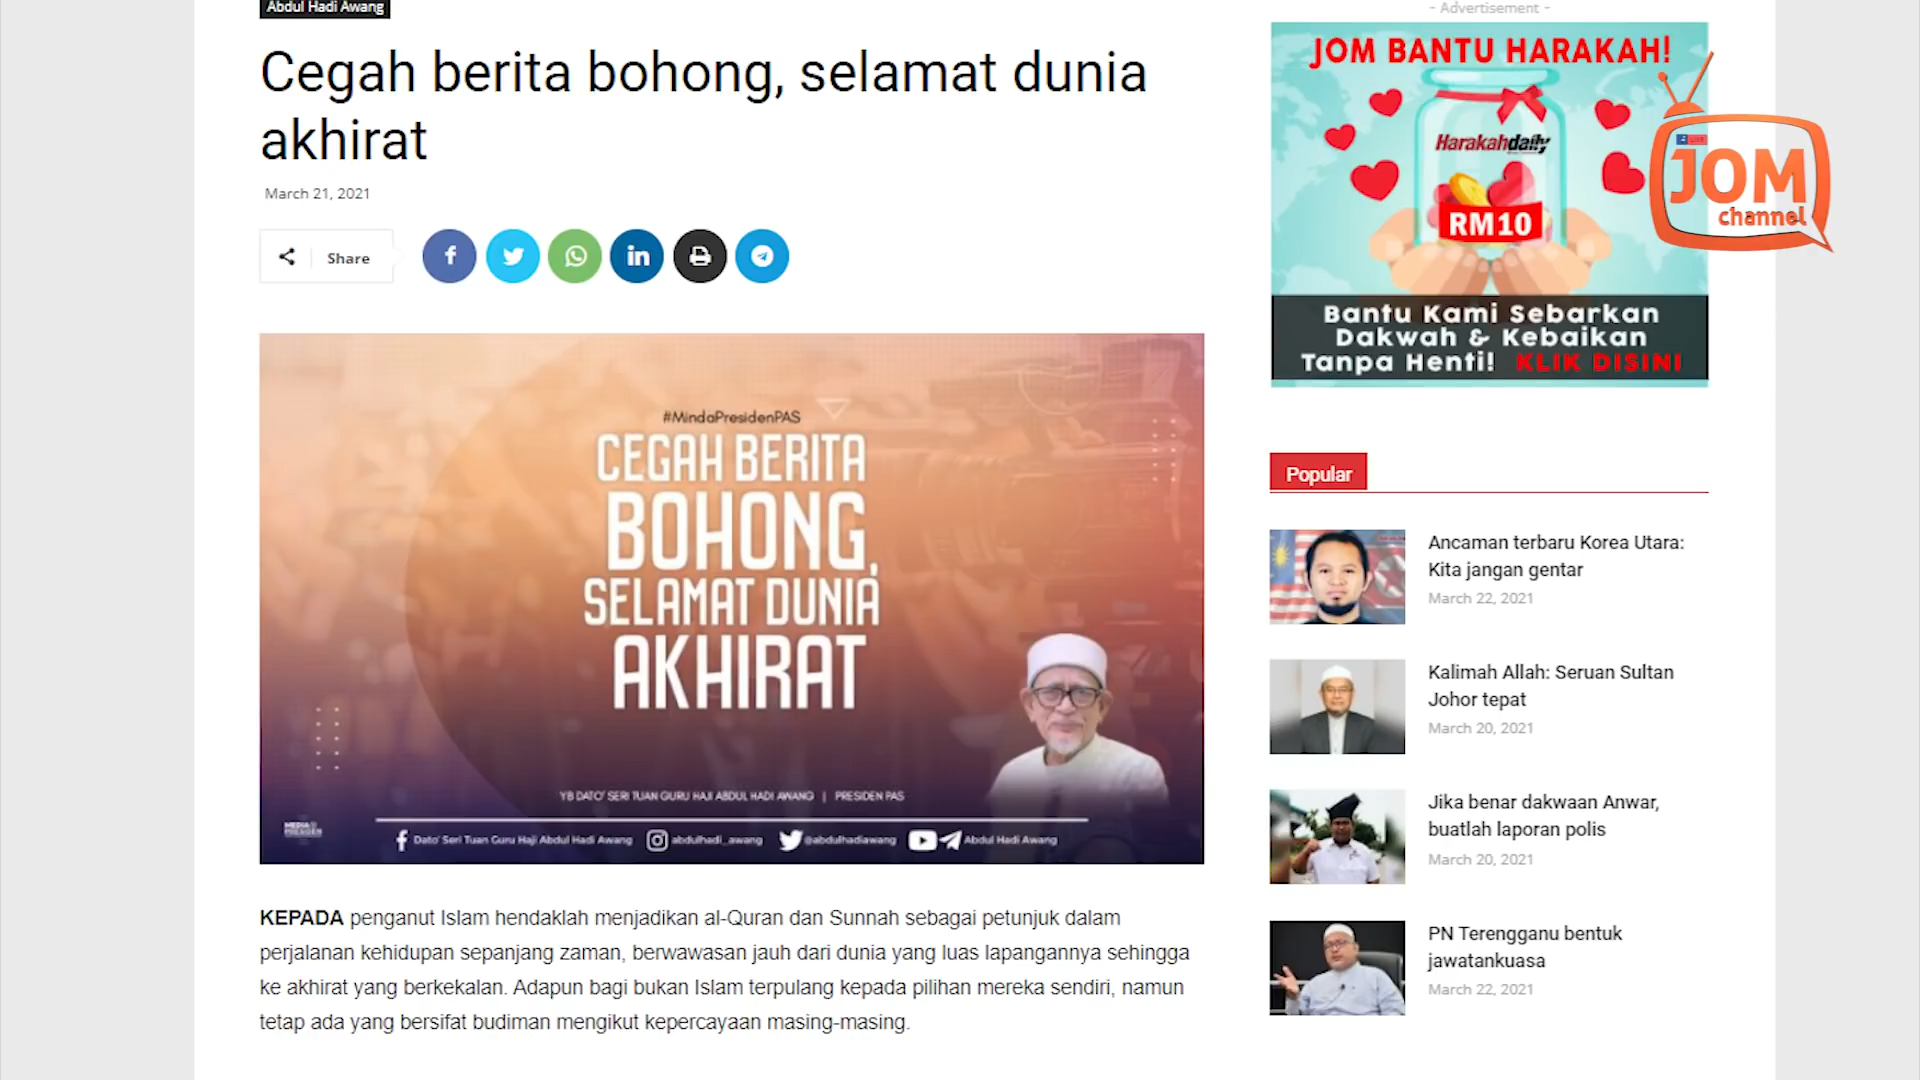 Abdul Hadi Awang
Cegah berita bohong, selamat dunia
akhirat
March 21, 2021
Share
#MindaPresidenPAS
CEGAH BERITA
BOHONG,
SELAMAT DUNIA
AKHIRAT
YB DATO' SERI TUAN GURU HAJI ABDUL HADI AWANG | PRESIDEN PAS
MEDIA
PRESIDEN
Dato' Seri Tuan Guru Haji Abdul Hadi Awang
abdulhadi_awang
@abdulhadiawang
Abdul Hadi Awang
KEPADA penganut Islam hendaklah menjadikan al-Quran dan Sunnah sebagai petunjuk dalam
perjalanan kehidupan sepanjang zaman, berwawasan jauh dari dunia yang luas lapangannya sehingga
ke akhirat yang berkekalan. Adapun bagi bukan Islam terpulang kepada pilihan mereka sendiri, namun
tetap ada yang bersifat budiman mengikut kepercayaan masing-masing.
- Advertisement -
JOM BANTU HARAKAH!
Harakahdaily
RM10
Bantu Kami Sebarkan
Dakwah & Kebaikan
Tanpa Henti! KLIK DISINI
JOM
channel
Popular
Ancaman terbaru Korea Utara:
Kita jangan gentar
March 22, 2021
Kalimah Allah: Seruan Sultan
Johor tepat
March 20, 2021
Jika benar dakwaan Anwar,
buatlah laporan polis
March 20, 2021
PN Terengganu bentuk
jawatankuasa
March 22, 2021